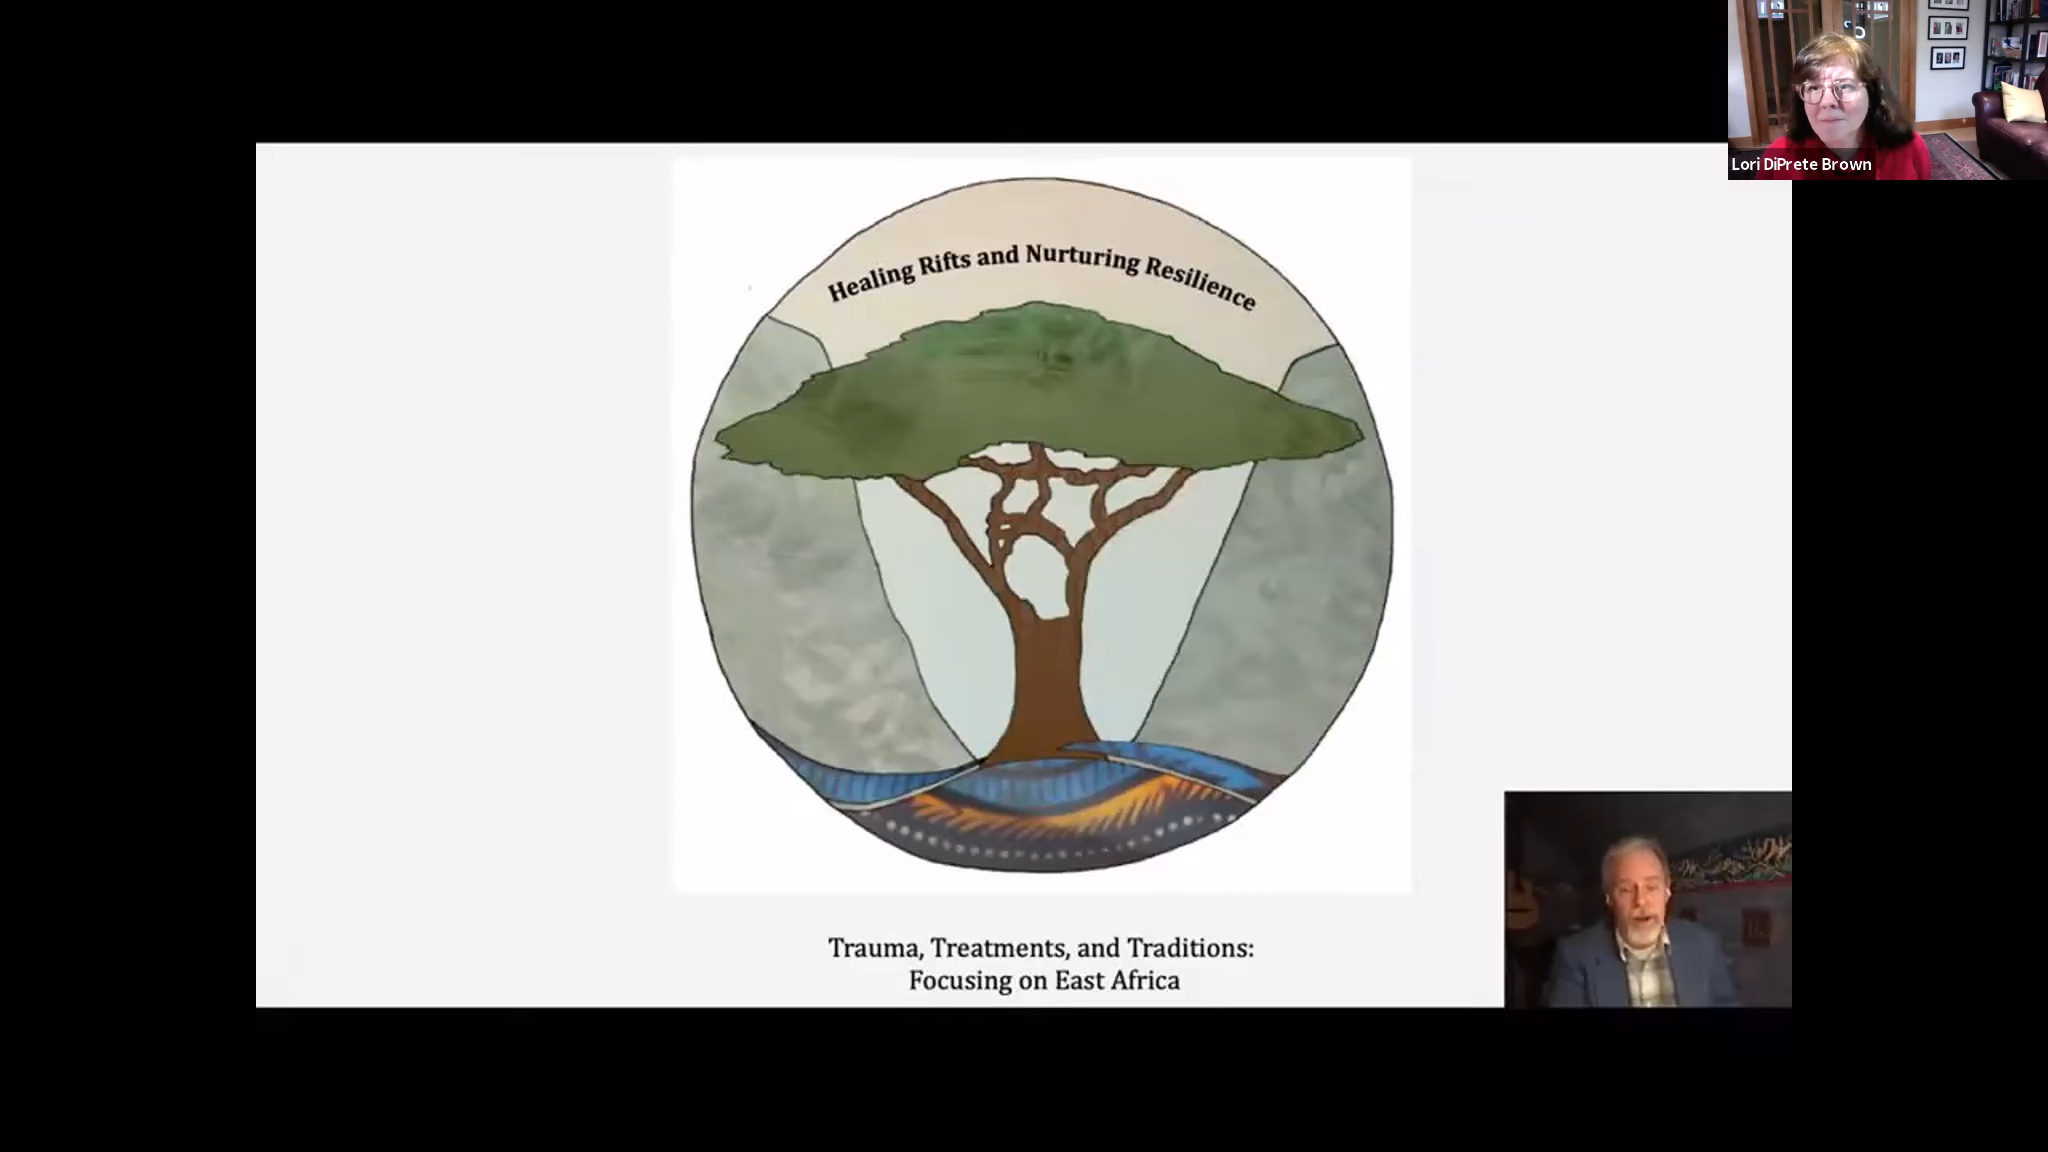 Lori DiPrete Brown
Healing Rifts and Nurturing Resilience
Trauma, Treatments, and Traditions:
Focusing on East Africa